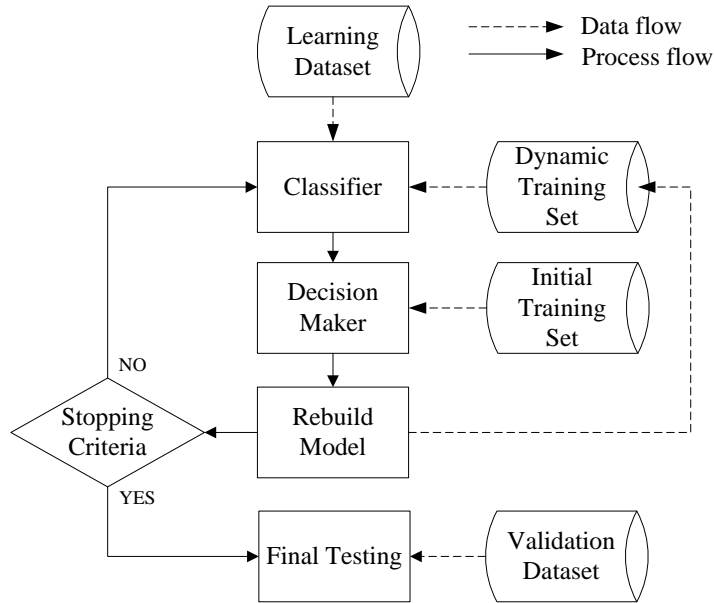 Learning
Dataset
Data flow
Process flow
Classifier
Dynamic
Training
Set
Decision
Maker
Initial
Training
Set
NO
Stopping
Criteria
Rebuild
Model
YES
Final Testing
Validation
Dataset